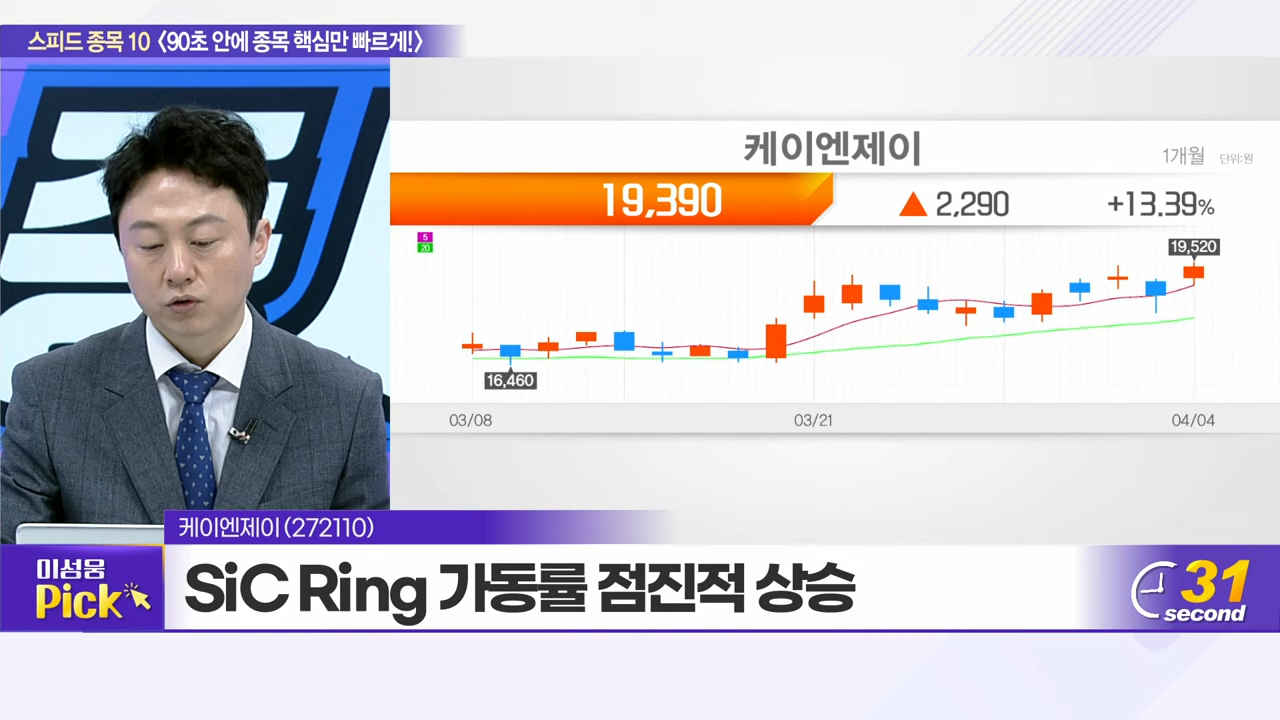 스피드 종목 10 〈90초 안에 종목 핵심만 빠르게!〉
케이엔제이
1개월 단위:원
19,390 ▲ 2,290 +13.39%
5
20
19,520
16,460
03/08 03/21 04/04
케이엔제이 (272110)
이성웅
Pick
SiC Ring 가동률 점진적 상승
31
second